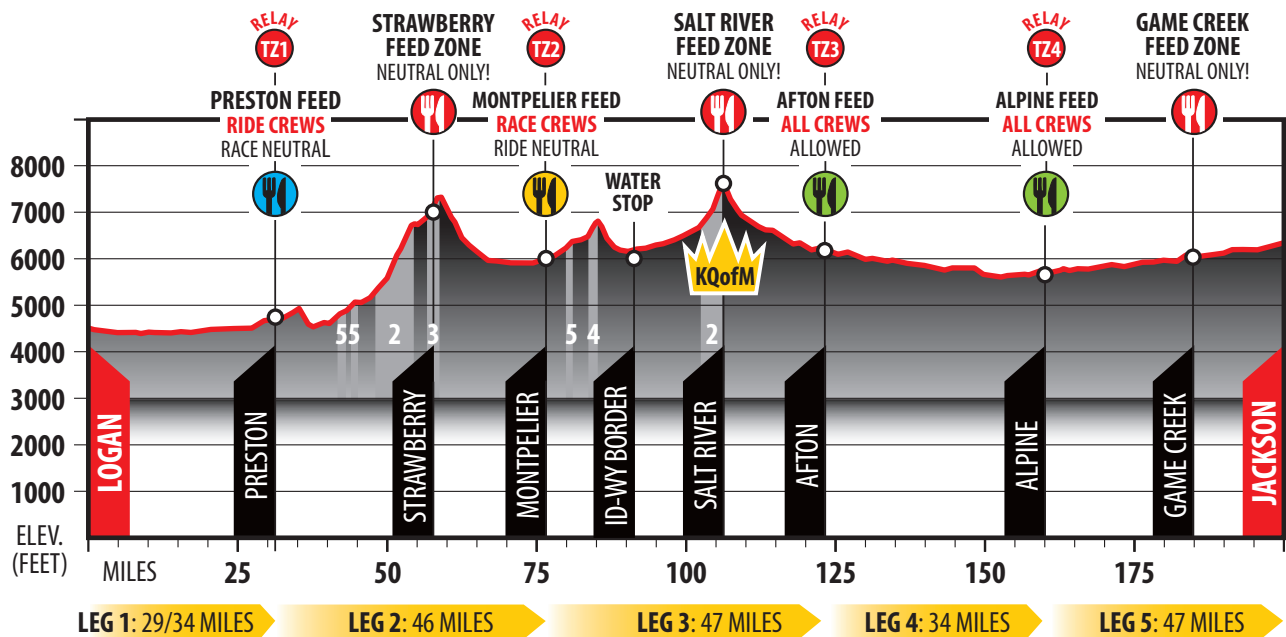 RELAY
TZ1
STRAWBERRY
FEED ZONE
NEUTRAL ONLY!
RELAY
TZ2
SALT RIVER
FEED ZONE
NEUTRAL ONLY!
RELAY
TZ3
RELAY
TZ4
GAME CREEK
FEED ZONE
NEUTRAL ONLY!
PRESTON FEED
RIDE CREWS
RACE NEUTRAL
MONTPELIER FEED
RACE CREWS
RIDE NEUTRAL
AFTON FEED
ALL CREWS
ALLOWED
ALPINE FEED
ALL CREWS
ALLOWED
WATER
STOP
KQofM
8000
7000
6000
5000
4000
3000
2000
1000
ELEV.
(FEET)
5 5 2 3 5 4 2
LOGAN
PRESTON
STRAWBERRY
MONTPELIER
ID-WY BORDER
SALT RIVER
AFTON
ALPINE
GAME CREEK
JACKSON
MILES 25 50 75 100 125 150 175
LEG 1: 29/34 MILES
LEG 2: 46 MILES
LEG 3: 47 MILES
LEG 4: 34 MILES
LEG 5: 47 MILES